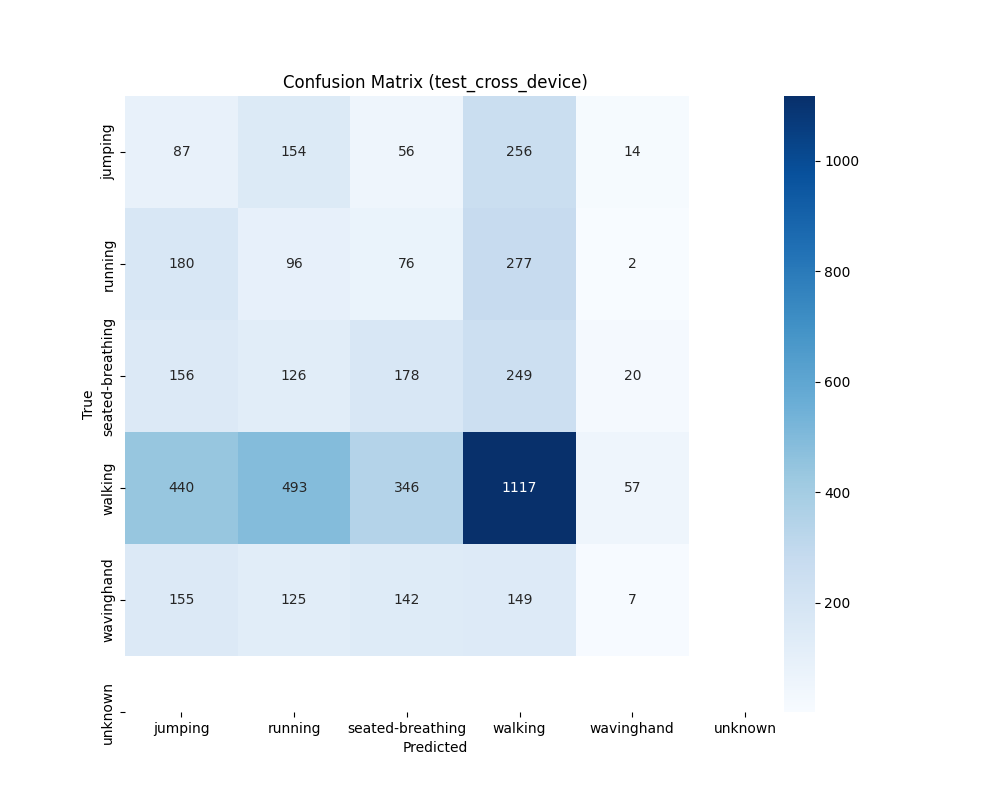 Confusion Matrix (test_cross_device)
True
jumping 87 154 56 256 14
running 180 96 76 277 2
seated-breathing 156 126 178 249 20
walking 440 493 346 1117 57
wavinghand 155 125 142 149 7
unknown
jumping running seated-breathing walking wavinghand unknown
Predicted
1000
800
600
400
200